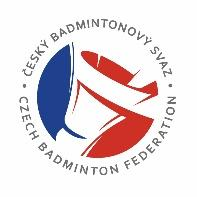 ČESKÝ BADMINTONOVÝ SVAZ
CZECH BADMINTON FEDERATION